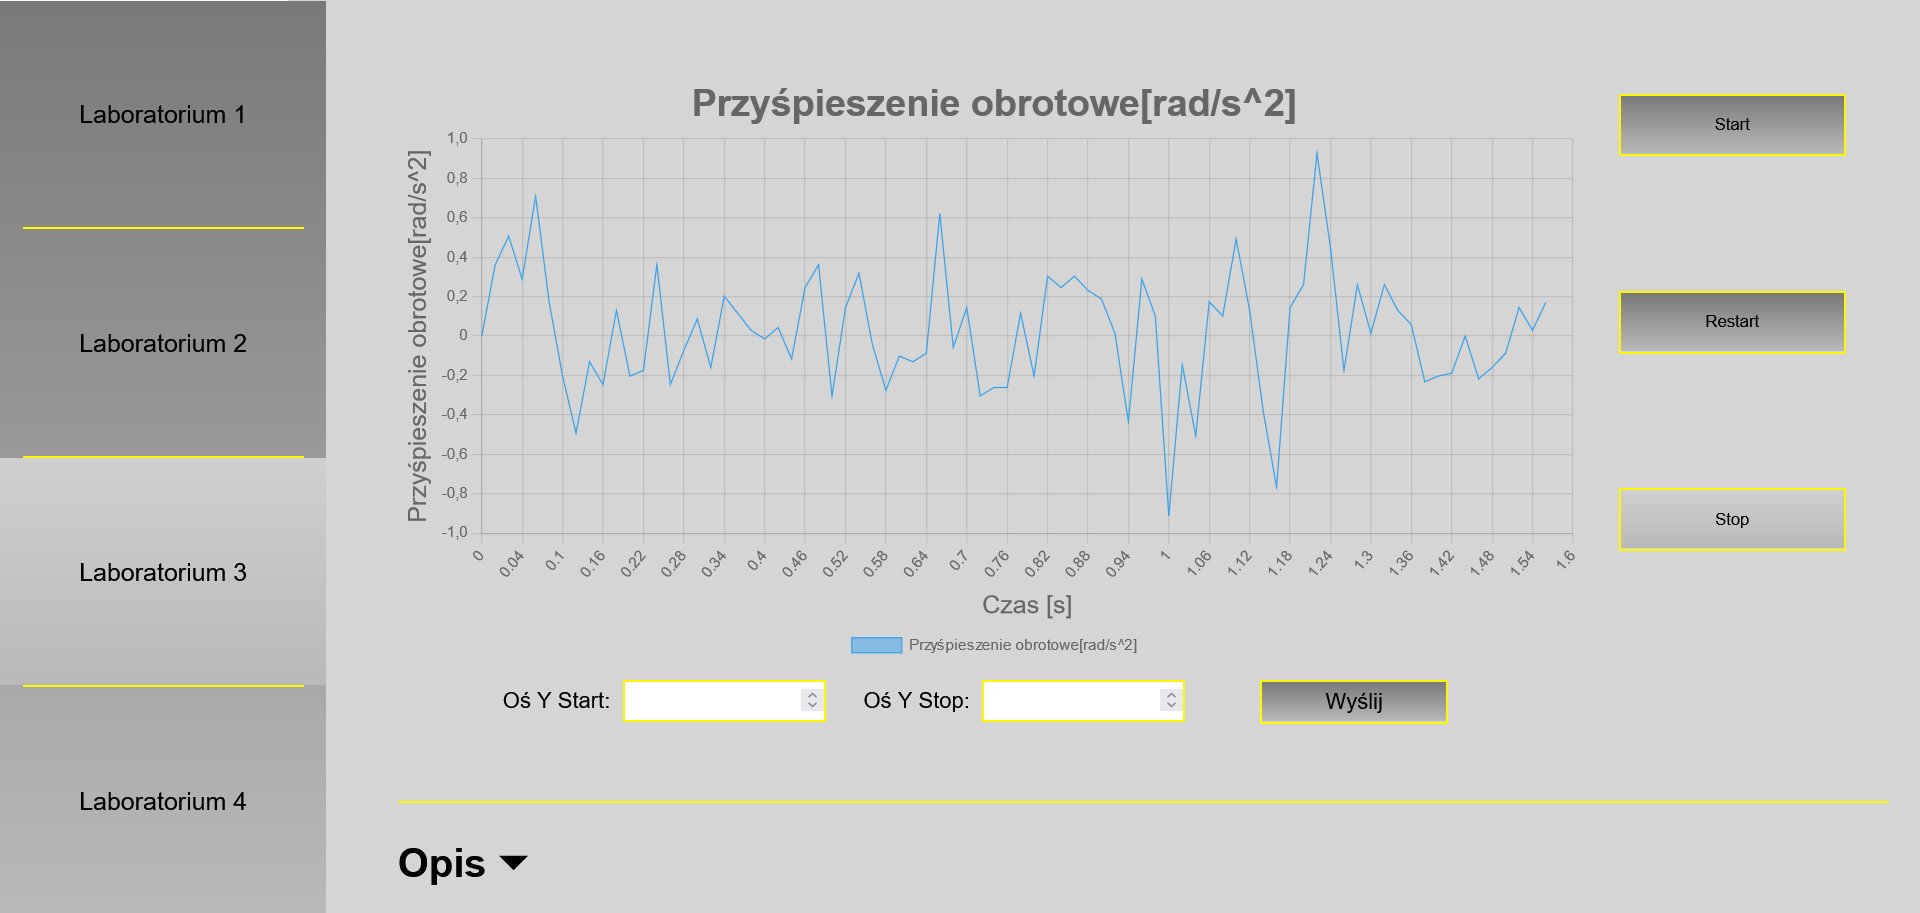 Laboratorium 1
Laboratorium 2
Laboratorium 3
Laboratorium 4
Przyśpieszenie obrotowe[rad/s^2]
Przyśpieszenie obrotowe[rad/s^2]
1,0
0,8
0,6
0,4
0,2
0
-0,2
-0,4
-0,6
-0,8
-1,0
0 0.04 0.1 0.16 0.22 0.28 0.34 0.4 0.46 0.52 0.58 0.64 0.7 0.76 0.82 0.88 0.94 1 1.06 1.12 1.18 1.24 1.3 1.36 1.42 1.48 1.54 1.6
Czas [s]
Przyśpieszenie obrotowe[rad/s^2]
Oś Y Start: Oś Y Stop: Wyślij
Start
Restart
Stop
Opis